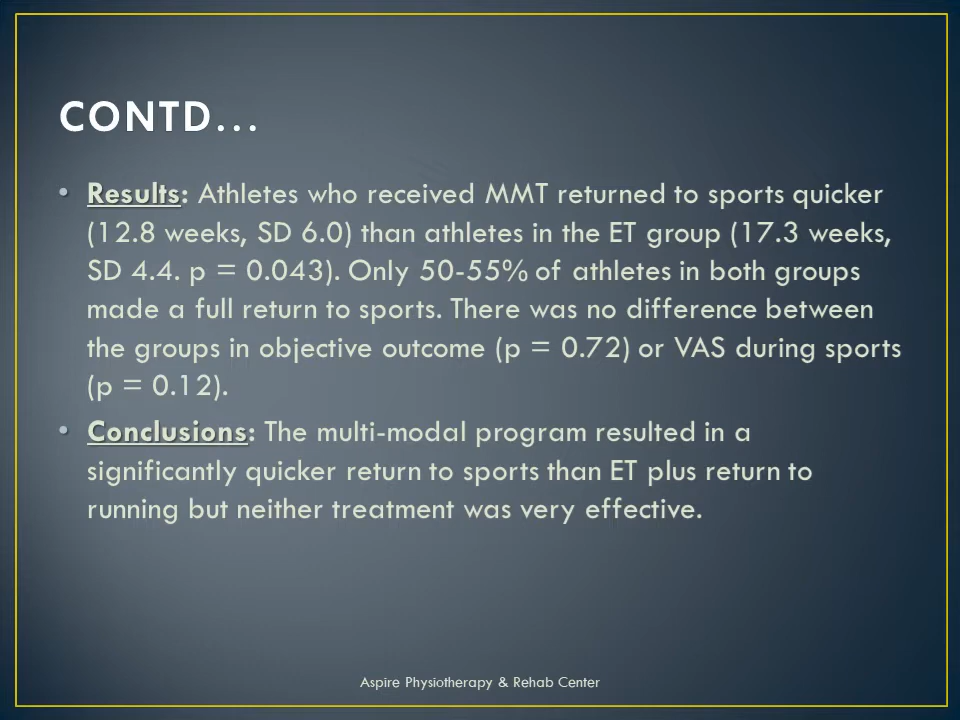 CONTD...
• Results: Athletes who received MMT returned to sports quicker
(12.8 weeks, SD 6.0) than athletes in the ET group (17.3 weeks,
SD 4.4. p = 0.043). Only 50-55% of athletes in both groups
made a full return to sports. There was no difference between
the groups in objective outcome (p = 0.72) or VAS during sports
(p = 0.12).
• Conclusions: The multi-modal program resulted in a
significantly quicker return to sports than ET plus return to
running but neither treatment was very effective.
Aspire Physiotherapy & Rehab Center